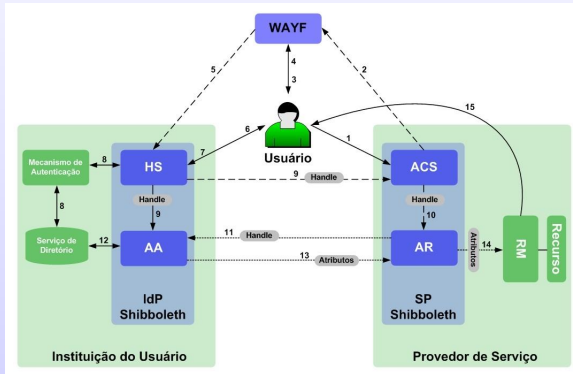 WAYF
5
4
3
2
15
6
7
1
Usuário
Mecanismo de
Autenticação
8
HS
9
Handle
ACS
8
Handle
9
Handle
10
Serviço de
Diretório
12
AA
11
Handle
13
Atributos
AR
Atributos
14
RM
Recurso
IdP
Shibboleth
SP
Shibboleth
Instituição do Usuário
Provedor de Serviço